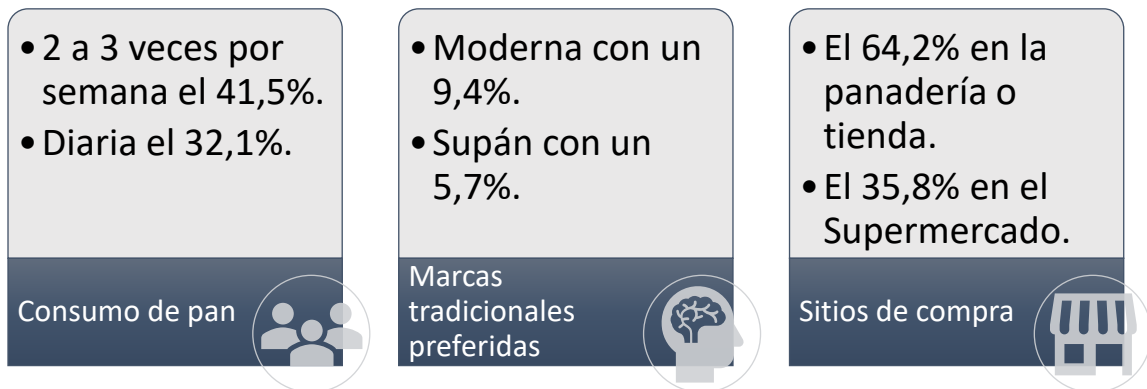 • 2 a 3 veces por
semana el 41,5%.
• Diaria el 32,1%.
Consumo de pan
• Moderna con un
9,4%.
• Supán con un
5,7%.
Marcas
tradicionales
preferidas
• El 64,2% en la
panadería o
tienda.
• El 35,8% en el
Supermercado.
Sitios de compra